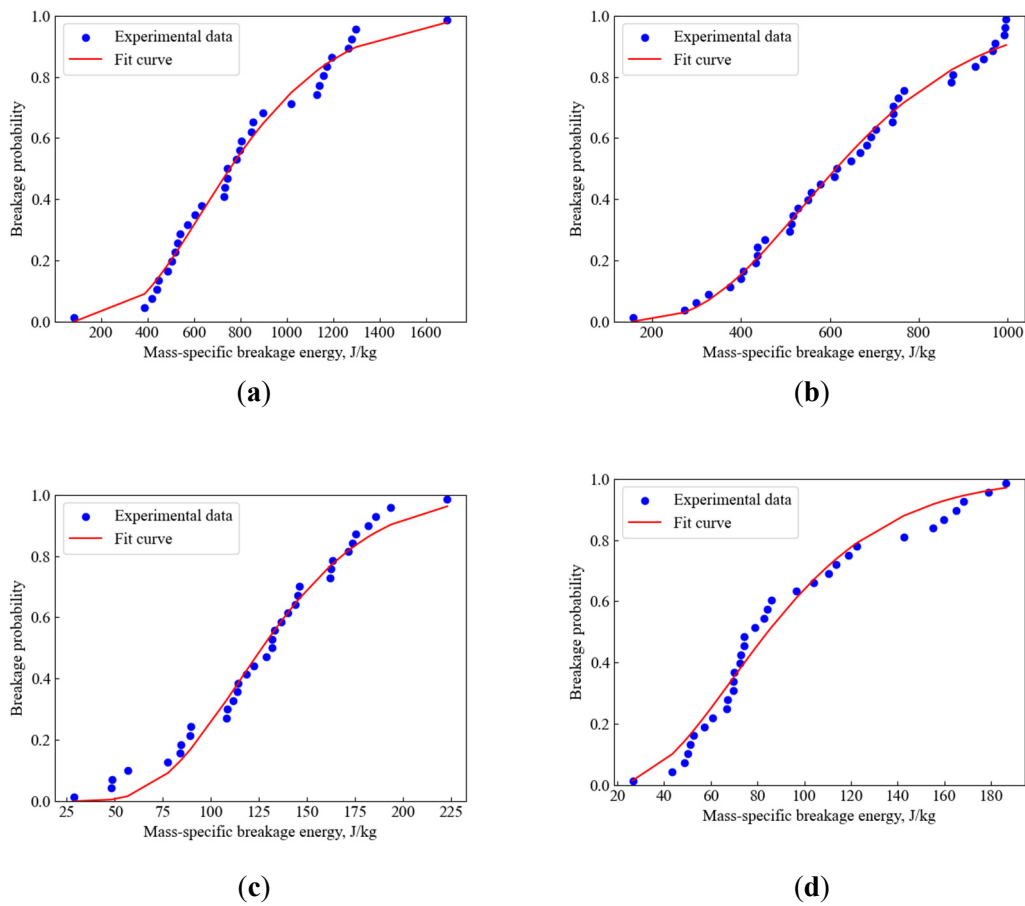 1.0
0.8
0.6
0.4
0.2
0.0
Breakage probability
Experimental data
Fit curve
200 400 600 800 1000 1200 1400 1600
Mass-specific breakage energy, J/kg
(a)
1.0
0.8
0.6
0.4
0.2
0.0
Breakage probability
Experimental data
Fit curve
200 400 600 800 1000
Mass-specific breakage energy, J/kg
(b)
1.0
0.8
0.6
0.4
0.2
0.0
Breakage probability
Experimental data
Fit curve
25 50 75 100 125 150 175 200 225
Mass-specific breakage energy, J/kg
(c)
1.0
0.8
0.6
0.4
0.2
0.0
Breakage probability
Experimental data
Fit curve
20 40 60 80 100 120 140 160 180
Mass-specific breakage energy, J/kg
(d)